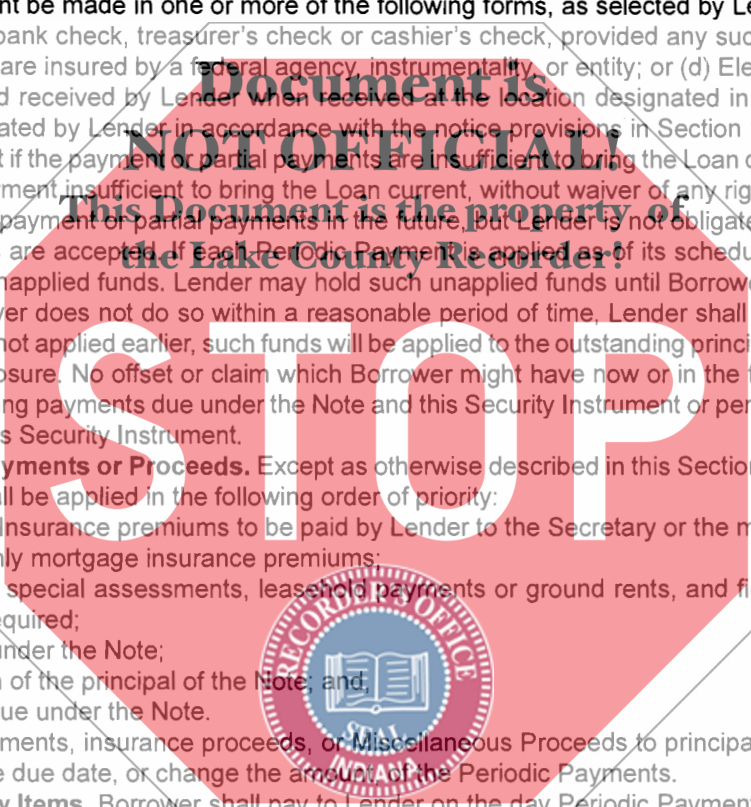 nt be made in one or more of the following forms, as selected by Le
bank check, treasurer's check or cashier's check, provided any suc
are insured by a federal agency, instrumentality, or entity; or (d) Ele
Document is
d received by Lender when received at the location designated in
ated by Lender in accordance with the notice provisions in Section
NOT OFFICIAL!
t if the payment or partial payments are insufficient to bring the Loan c
ment insufficient to bring the Loan current, without waiver of any rig
This Document is the property of
payment or partial payments in the future, but Lender is not obligate
s are accepted. If each Periodic Payment is applied as of its schedu
the Lake County Recorder!
napplied funds. Lender may hold such unapplied funds until Borrowe
er does not do so within a reasonable period of time, Lender shall
not applied earlier, such funds will be applied to the outstanding princi
osure. No offset or claim which Borrower might have now or in the f
ng payments due under the Note and this Security Instrument or per
s Security Instrument.
STOP
yments or Proceeds. Except as otherwise described in this Section
ll be applied in the following order of priority:
Insurance premiums to be paid by Lender to the Secretary or the m
ly mortgage insurance premiums;
special assessments, leasehold payments or ground rents, and fi
equired;
under the Note;
n of the principal of the Note; and,
ue under the Note.
RECORDER'S OFFICE
SEAL
INDIANA
ments, insurance proceeds, or Miscellaneous Proceeds to principa
e due date, or change the amount, of the Periodic Payments.
y Items. Borrower shall pay to Lender on the day Periodic Paymen